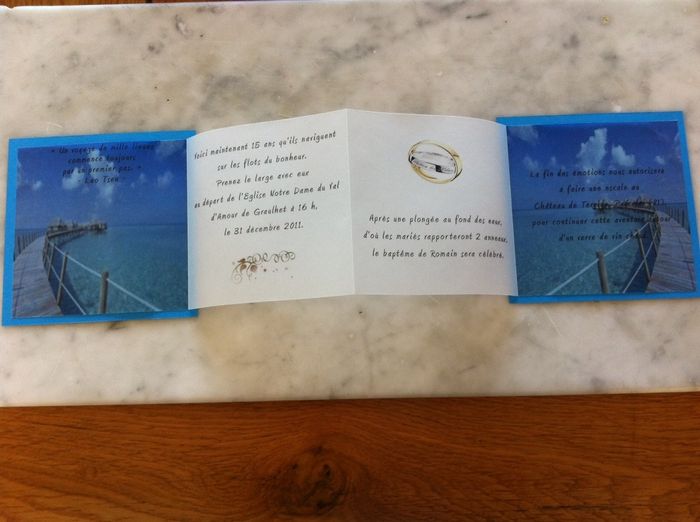 « Un voyage de mille lieues
commence toujours
par un premier pas. »
- Lao Tseu -
Voici maintenant 15 ans qu'ils naviguent
sur les flots du bonheur.
Prenez le large avec eux
au départ de l'Eglise Notre Dame du Val
d'Amour de Graulhet à 16 h,
le 31 décembre 2011.
Après une plongée au fond des eaux,
d'où les mariés rapporteront 2 anneaux,
le baptême de Romain sera célébré.
La fin des émotions nous autorisera
à faire une escale au
Château de
pour continuer cette aventure autour
d'un verre de vin